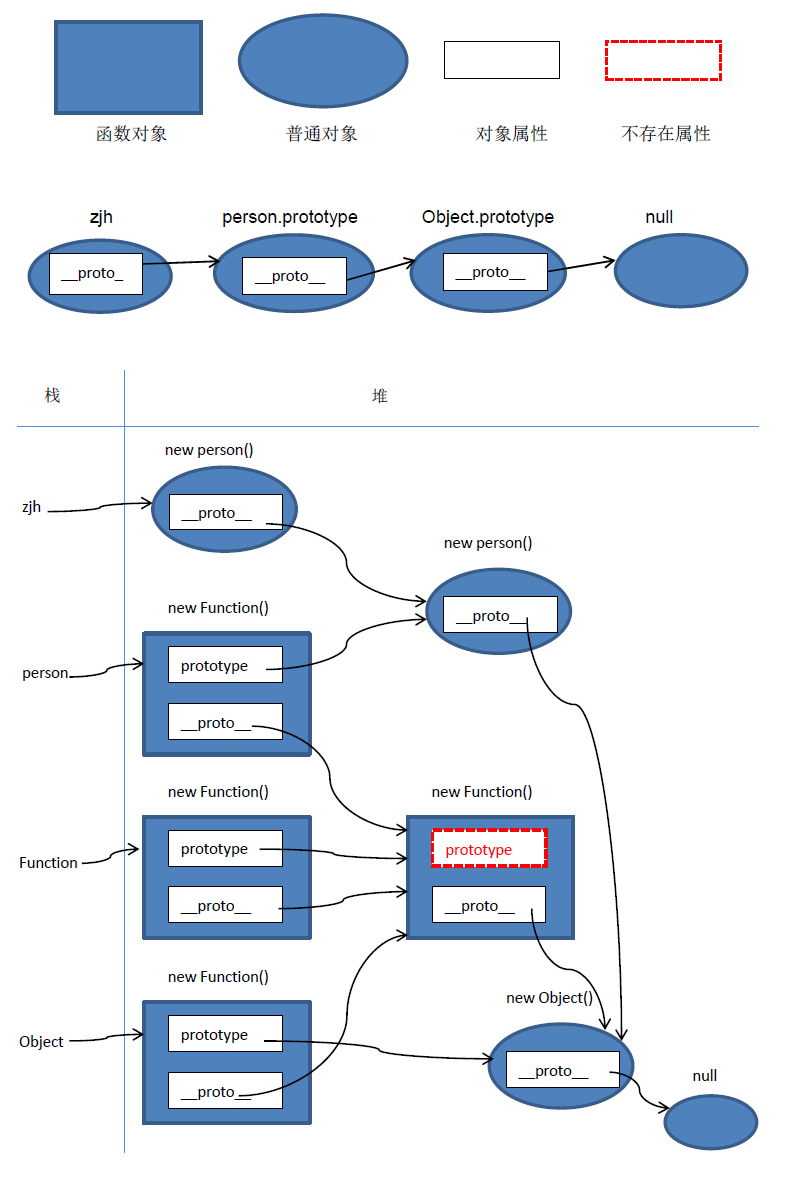 函数对象
普通对象
对象属性
不存在属性
zjh
person.prototype
Object.prototype
null
__proto_
__proto__
__proto__
栈
堆
new person()
zjh
__proto__
new person()
__proto__
new Function()
person
prototype
__proto__
new Function()
Function
prototype
__proto__
new Function()
prototype
__proto__
new Function()
Object
prototype
__proto__
new Object()
__proto__
null